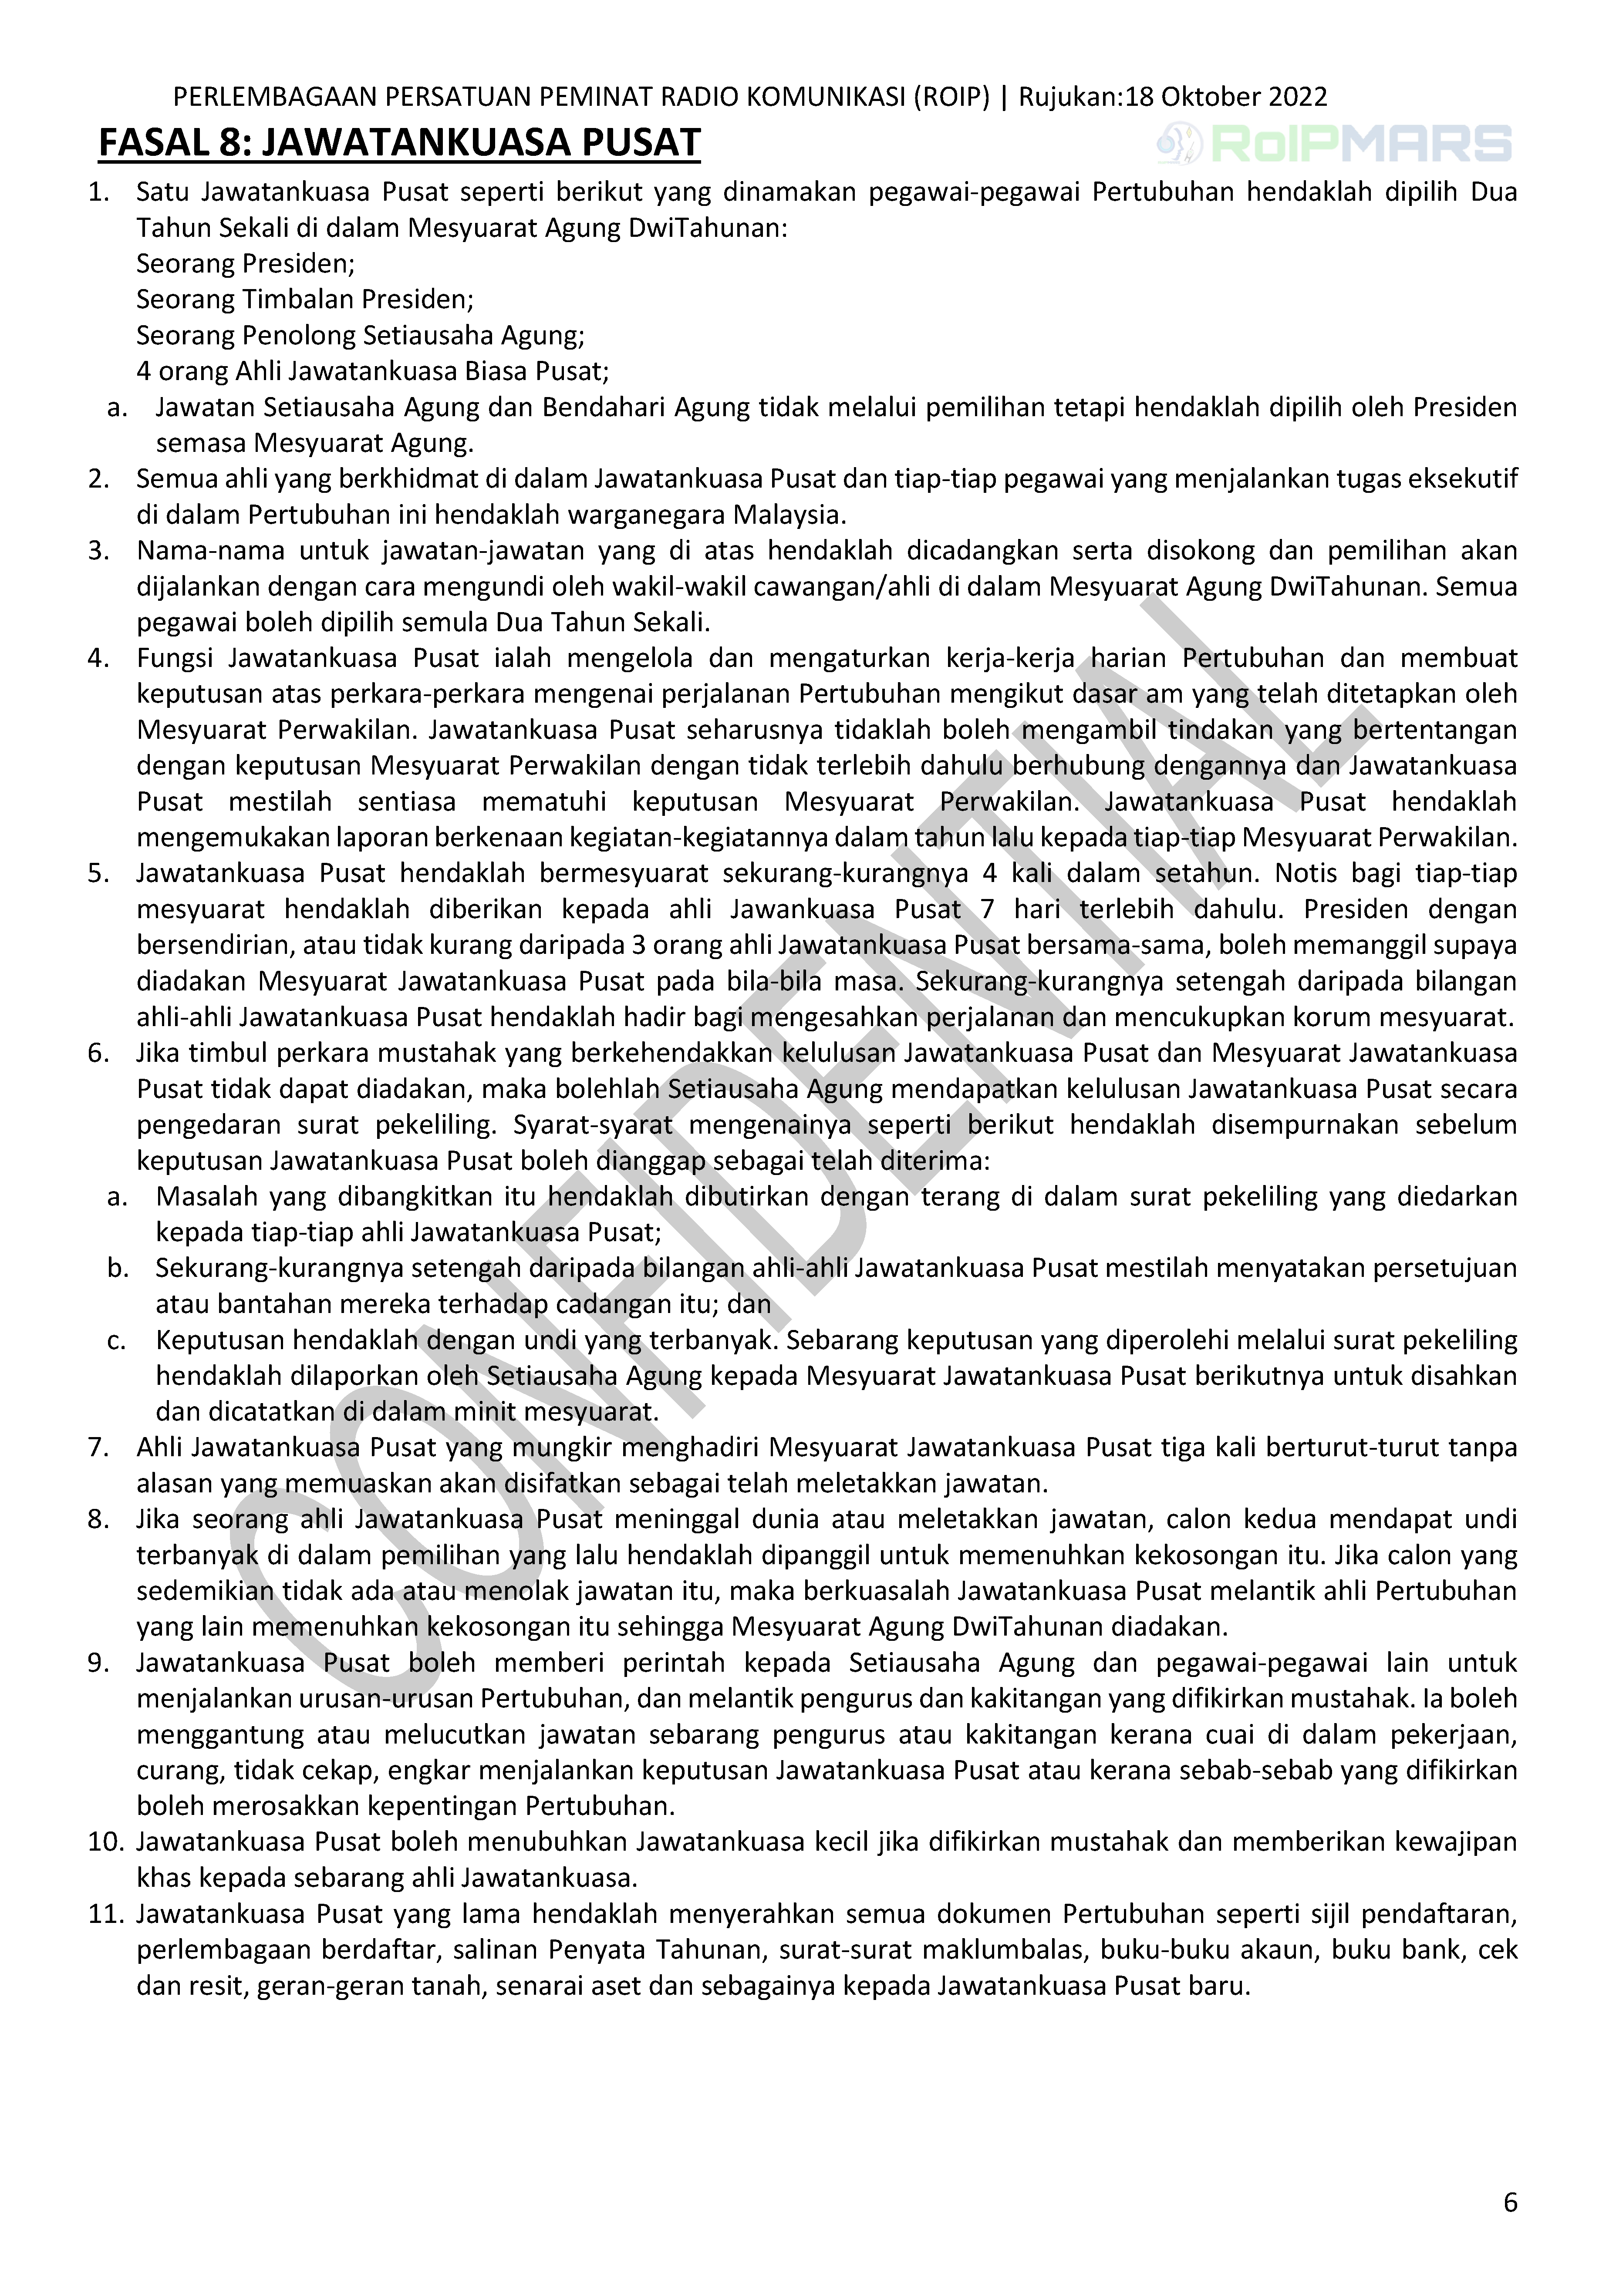 PERLEMBAGAAN PERSATUAN PEMINAT RADIO KOMUNIKASI (ROIP) | Rujukan:18 Oktober 2022
FASAL 8: JAWATANKUASA PUSAT
RoIPMARS
1. Satu Jawatankuasa Pusat seperti berikut yang dinamakan pegawai-pegawai Pertubuhan hendaklah dipilih Dua
Tahun Sekali di dalam Mesyuarat Agung DwiTahunan:
Seorang Presiden;
Seorang Timbalan Presiden;
Seorang Penolong Setiausaha Agung;
4 orang Ahli Jawatankuasa Biasa Pusat;
a. Jawatan Setiausaha Agung dan Bendahari Agung tidak melalui pemilihan tetapi hendaklah dipilih oleh Presiden
semasa Mesyuarat Agung.
2. Semua ahli yang berkhidmat di dalam Jawatankuasa Pusat dan tiap-tiap pegawai yang menjalankan tugas eksekutif
di dalam Pertubuhan ini hendaklah warganegara Malaysia.
3. Nama-nama untuk jawatan-jawatan yang di atas hendaklah dicadangkan serta disokong dan pemilihan akan
dijalankan dengan cara mengundi oleh wakil-wakil cawangan/ahli di dalam Mesyuarat Agung DwiTahunan. Semua
pegawai boleh dipilih semula Dua Tahun Sekali.
4. Fungsi Jawatankuasa Pusat ialah mengelola dan mengaturkan kerja-kerja harian Pertubuhan dan membuat
keputusan atas perkara-perkara mengenai perjalanan Pertubuhan mengikut dasar am yang telah ditetapkan oleh
Mesyuarat Perwakilan. Jawatankuasa Pusat seharusnya tidaklah boleh mengambil tindakan yang bertentangan
dengan keputusan Mesyuarat Perwakilan dengan tidak terlebih dahulu berhubung dengannya dan Jawatankuasa
Pusat mestilah sentiasa mematuhi keputusan Mesyuarat Perwakilan. Jawatankuasa Pusat hendaklah
mengemukakan laporan berkenaan kegiatan-kegiatannya dalam tahun lalu kepada tiap-tiap Mesyuarat Perwakilan.
5. Jawatankuasa Pusat hendaklah bermesyuarat sekurang-kurangnya 4 kali dalam setahun. Notis bagi tiap-tiap
mesyuarat hendaklah diberikan kepada ahli Jawankuasa Pusat 7 hari terlebih dahulu. Presiden dengan
bersendirian, atau tidak kurang daripada 3 orang ahli Jawatankuasa Pusat bersama-sama, boleh memanggil supaya
diadakan Mesyuarat Jawatankuasa Pusat pada bila-bila masa. Sekurang-kurangnya setengah daripada bilangan
ahli-ahli Jawatankuasa Pusat hendaklah hadir bagi mengesahkan perjalanan dan mencukupkan korum mesyuarat.
6. Jika timbul perkara mustahak yang berkehendakkan kelulusan Jawatankuasa Pusat dan Mesyuarat Jawatankuasa
Pusat tidak dapat diadakan, maka bolehlah Setiausaha Agung mendapatkan kelulusan Jawatankuasa Pusat secara
pengedaran surat pekeliling. Syarat-syarat mengenainya seperti berikut hendaklah disempurnakan sebelum
keputusan Jawatankuasa Pusat boleh dianggap sebagai telah diterima:
a. Masalah yang dibangkitkan itu hendaklah dibutirkan dengan terang di dalam surat pekeliling yang diedarkan
kepada tiap-tiap ahli Jawatankuasa Pusat;
b. Sekurang-kurangnya setengah daripada bilangan ahli-ahli Jawatankuasa Pusat mestilah menyatakan persetujuan
atau bantahan mereka terhadap cadangan itu; dan
c. Keputusan hendaklah dengan undi yang terbanyak. Sebarang keputusan yang diperolehi melalui surat pekeliling
hendaklah dilaporkan oleh Setiausaha Agung kepada Mesyuarat Jawatankuasa Pusat berikutnya untuk disahkan
dan dicatatkan di dalam minit mesyuarat.
7. Ahli Jawatankuasa Pusat yang mungkir menghadiri Mesyuarat Jawatankuasa Pusat tiga kali berturut-turut tanpa
alasan yang memuaskan akan disifatkan sebagai telah meletakkan jawatan.
8. Jika seorang ahli Jawatankuasa Pusat meninggal dunia atau meletakkan jawatan, calon kedua mendapat undi
terbanyak di dalam pemilihan yang lalu hendaklah dipanggil untuk memenuhkan kekosongan itu. Jika calon yang
sedemikian tidak ada atau menolak jawatan itu, maka berkuasalah Jawatankuasa Pusat melantik ahli Pertubuhan
yang lain memenuhkan kekosongan itu sehingga Mesyuarat Agung DwiTahunan diadakan.
9. Jawatankuasa Pusat boleh memberi perintah kepada Setiausaha Agung dan pegawai-pegawai lain untuk
menjalankan urusan-urusan Pertubuhan, dan melantik pengurus dan kakitangan yang difikirkan mustahak. Ia boleh
menggantung atau melucutkan jawatan sebarang pengurus atau kakitangan kerana cuai di dalam pekerjaan,
curang, tidak cekap, engkar menjalankan keputusan Jawatankuasa Pusat atau kerana sebab-sebab yang difikirkan
boleh merosakkan kepentingan Pertubuhan.
10. Jawatankuasa Pusat boleh menubuhkan Jawatankuasa kecil jika difikirkan mustahak dan memberikan kewajipan
khas kepada sebarang ahli Jawatankuasa.
11. Jawatankuasa Pusat yang lama hendaklah menyerahkan semua dokumen Pertubuhan seperti sijil pendaftaran,
perlembagaan berdaftar, salinan Penyata Tahunan, surat-surat maklumbalas, buku-buku akaun, buku bank, cek
dan resit, geran-geran tanah, senarai aset dan sebagainya kepada Jawatankuasa Pusat baru.
CONFIDENTIAL
6